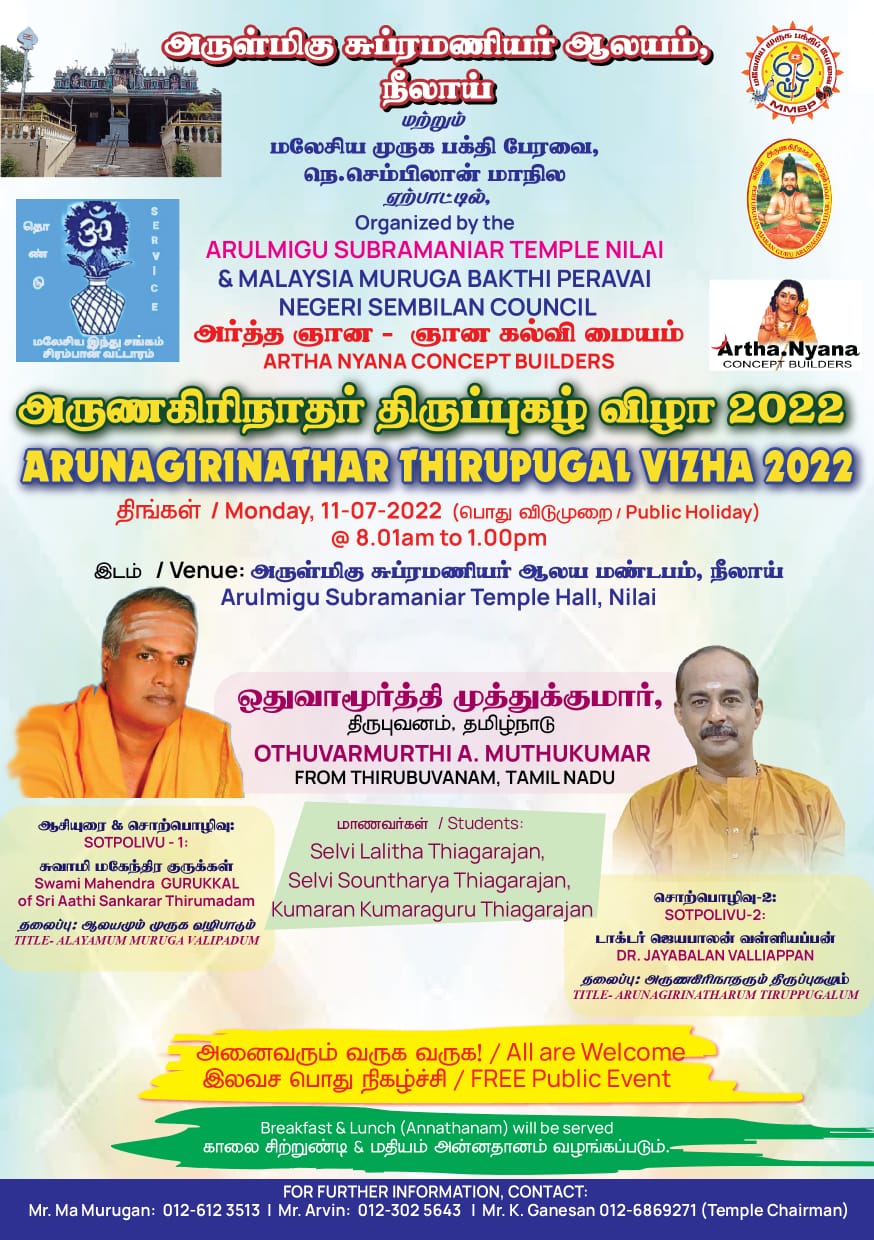 அருள்மிகு சுப்ரமணியர் ஆலயம்,
நீலாய்
மற்றும்
மலேசிய முருக பக்தி பேரவை,
நெ.செம்பிலான் மாநில
ஏற்பாட்டில்,
Organized by the
ARULMIGU SUBRAMANIAR TEMPLE NILAI
& MALAYSIA MURUGA BAKTHI PERAVAI
NEGERI SEMBILAN COUNCIL
அர்த்த ஞான - ஞான கல்வி மையம்
ARTHA NYANA CONCEPT BUILDERS
மலேசிய முருக பக்திப் பேரவை
MMBP
தொண்டு
SERVICE
மலேசிய இந்து சங்கம்
சிரம்பான் வட்டாரம்
Artha.Nyana
CONCEPT BUILDERS
அருணகிரிநாதர் திருப்புகழ் விழா 2022
ARUNAGIRINATHAR THIRUPUGAL VIZHA 2022
திங்கள் / Monday, 11-07-2022 (பொது விடுமுறை / Public Holiday)
@ 8.01am to 1.00pm
இடம் / Venue: அருள்மிகு சுப்ரமணியர் ஆலய மண்டபம், நீலாய்
Arulmigu Subramaniar Temple Hall, Nilai
ஒதுவாமூர்த்தி முத்துக்குமார்,
திருபுவனம், தமிழ்நாடு
OTHUVARMURTHI A. MUTHUKUMAR
FROM THIRUBUVANAM, TAMIL NADU
ஆசியுரை & சொற்பொழிவு:
SOTPOLIVU - 1:
சுவாமி மகேந்திர குருக்கள்
Swami Mahendra GURUKKAL
of Sri Aathi Sankarar Thirumadam
தலைப்பு: ஆலயமும் முருக வழிபாடும்
TITLE- ALAYAMUM MURUGA VALIPADUM
மாணவர்கள் / Students:
Selvi Lalitha Thiagarajan,
Selvi Sountharya Thiagarajan,
Kumaran Kumaraguru Thiagarajan
சொற்பொழிவு-2:
SOTPOLIVU-2:
டாக்டர் ஜெயபாலன் வள்ளியப்பன்
DR. JAYABALAN VALLIAPPAN
தலைப்பு: அருணகிரிநாதரும் திருப்புகழும்
TITLE- ARUNAGIRINATHARUM TIRUPPUGALUM
அனைவரும் வருக வருக! / All are Welcome
இலவச பொது நிகழ்ச்சி / FREE Public Event
Breakfast & Lunch (Annathanam) will be served
காலை சிற்றுண்டி & மதியம் அன்னதானம் வழங்கப்படும்.
FOR FURTHER INFORMATION, CONTACT:
Mr. Ma Murugan: 012-612 3513 | Mr. Arvin: 012-302 5643 | Mr. K. Ganesan 012-6869271 (Temple Chairman)